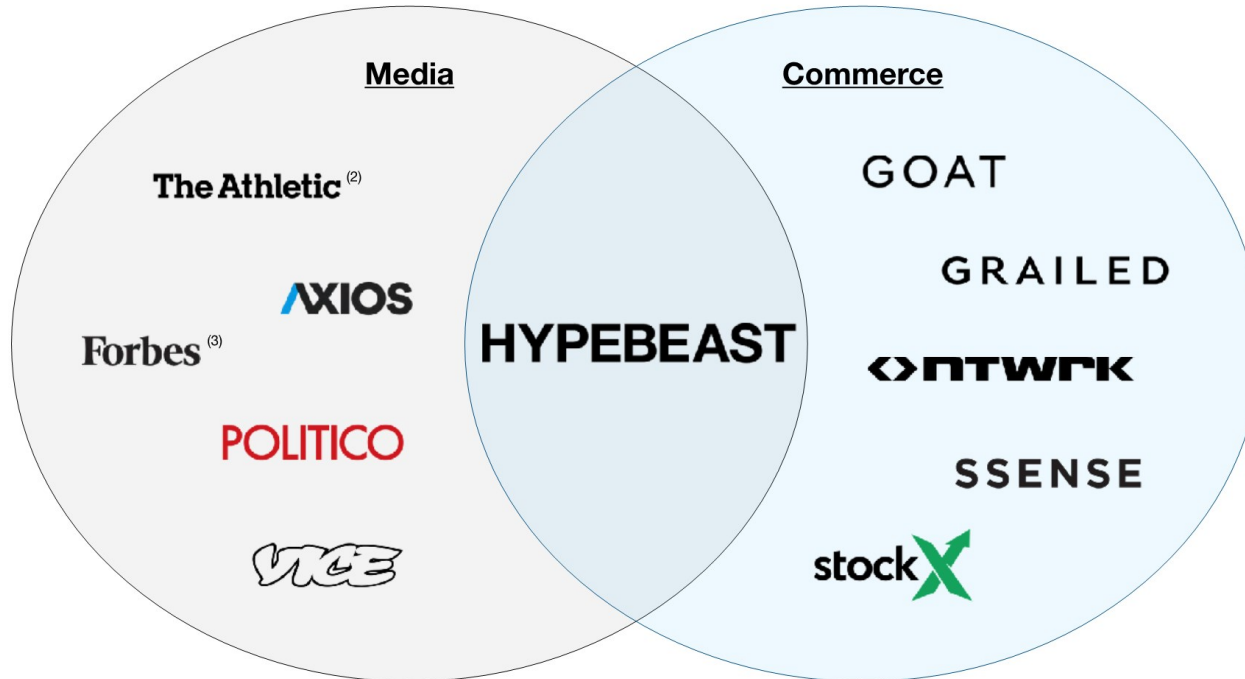 Media
Commerce
The Athletic (2)
GOAT
AXIOS
GRAILED
Forbes (3)
HYPEBEAST
NTWRK
POLITICO
SSENSE
VICE
stockX